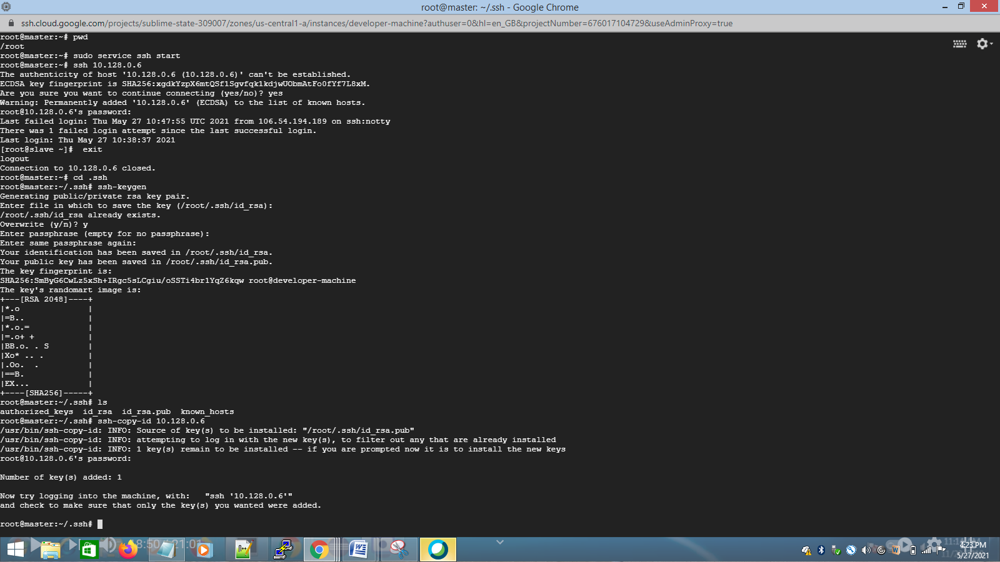 root@master: ~/.ssh - Google Chrome
ssh.cloud.google.com/projects/sublime-state-309007/zones/us-central1-a/instances/developer-machine?authuser=0&hl=en_GB&projectNumber=676017104729&useAdminProxy=true
root@master:~# pwd
/root
root@master:~# sudo service ssh start
root@master:~# ssh 10.128.0.6
The authenticity of host '10.128.0.6 (10.128.0.6)' can't be established.
ECDSA key fingerprint is SHA256:xgdkYzpX6mtQSf1Sgvfqk1kdjwUObmAtFo0fYf7L8xM.
Are you sure you want to continue connecting (yes/no)? yes
Warning: Permanently added '10.128.0.6' (ECDSA) to the list of known hosts.
root@10.128.0.6's password:
Last failed login: Thu May 27 10:47:55 UTC 2021 from 106.54.194.189 on ssh:notty
There was 1 failed login attempt since the last successful login.
Last login: Thu May 27 10:38:37 2021
[root@slave ~]#  exit
logout
Connection to 10.128.0.6 closed.
root@master:~# cd .ssh
root@master:~/.ssh# ssh-keygen
Generating public/private rsa key pair.
Enter file in which to save the key (/root/.ssh/id_rsa):
/root/.ssh/id_rsa already exists.
Overwrite (y/n)? y
Enter passphrase (empty for no passphrase):
Enter same passphrase again:
Your identification has been saved in /root/.ssh/id_rsa.
Your public key has been saved in /root/.ssh/id_rsa.pub.
The key fingerprint is:
SHA256:SmByG6CwLz5xSh+IRgc5sLCgiu/oSSTi4br1YqZ6kqw root@developer-machine
The key's randomart image is:
+---[RSA 2048]----+
|*.o              |
|=B..             |
|*.o.=            |
|=.o+ +           |
|BB.o. . S        |
|Xo* .. .         |
|.Oo.  .          |
|==B.             |
|EX...            |
+----[SHA256]-----+
root@master:~/.ssh# ls
authorized_keys  id_rsa  id_rsa.pub  known_hosts
root@master:~/.ssh# ssh-copy-id 10.128.0.6
/usr/bin/ssh-copy-id: INFO: Source of key(s) to be installed: "/root/.ssh/id_rsa.pub"
/usr/bin/ssh-copy-id: INFO: attempting to log in with the new key(s), to filter out any that are already installed
/usr/bin/ssh-copy-id: INFO: 1 key(s) remain to be installed -- if you are prompted now it is to install the new keys
root@10.128.0.6's password:
Number of key(s) added: 1
Now try logging into the machine, with:   "ssh '10.128.0.6'"
and check to make sure that only the key(s) you wanted were added.
root@master:~/.ssh#
4:23 PM
5/27/2021